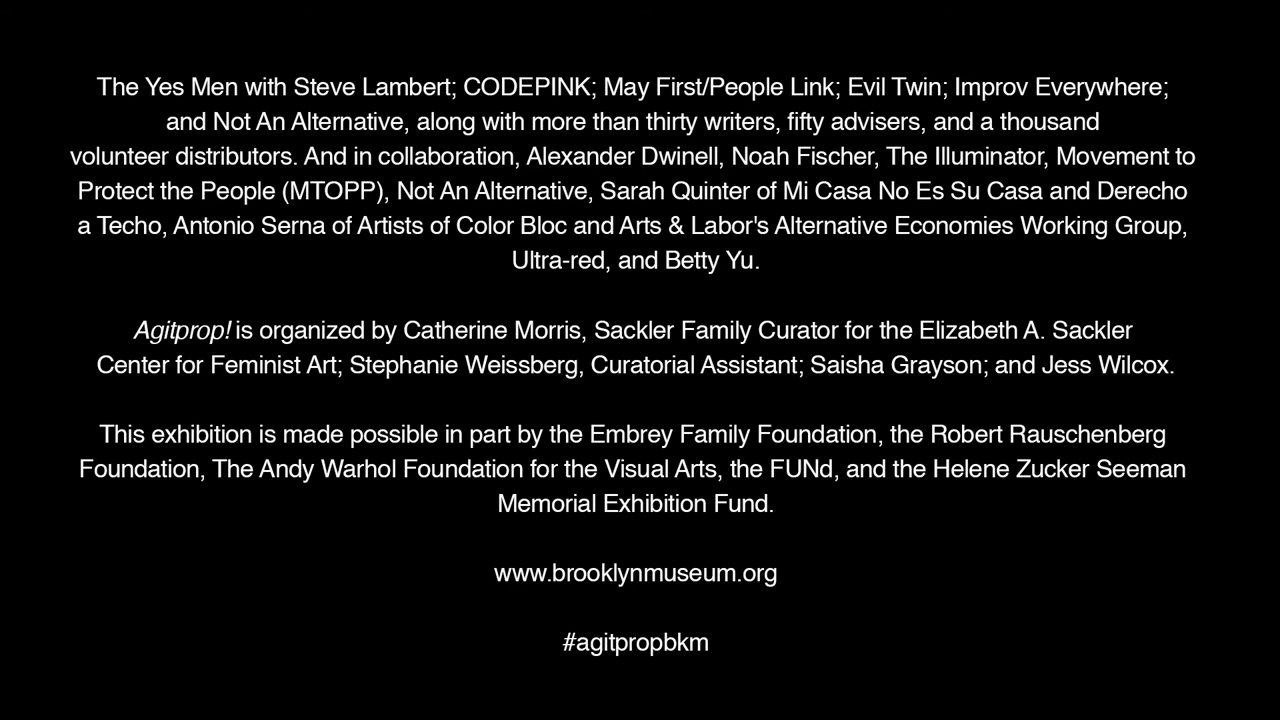 The Yes Men with Steve Lambert; CODEPINK; May First/People Link; Evil Twin; Improv Everywhere;
and Not An Alternative, along with more than thirty writers, fifty advisers, and a thousand
volunteer distributors. And in collaboration, Alexander Dwinell, Noah Fischer, The Illuminator, Movement to
Protect the People (MTOPP), Not An Alternative, Sarah Quinter of Mi Casa No Es Su Casa and Derecho
a Techo, Antonio Serna of Artists of Color Bloc and Arts & Labor's Alternative Economies Working Group,
Ultra-red, and Betty Yu.
Agitprop! is organized by Catherine Morris, Sackler Family Curator for the Elizabeth A. Sackler
Center for Feminist Art; Stephanie Weissberg, Curatorial Assistant; Saisha Grayson; and Jess Wilcox.
This exhibition is made possible in part by the Embrey Family Foundation, the Robert Rauschenberg
Foundation, The Andy Warhol Foundation for the Visual Arts, the FUNd, and the Helene Zucker Seeman
Memorial Exhibition Fund.
www.brooklynmuseum.org
#agitpropbkm